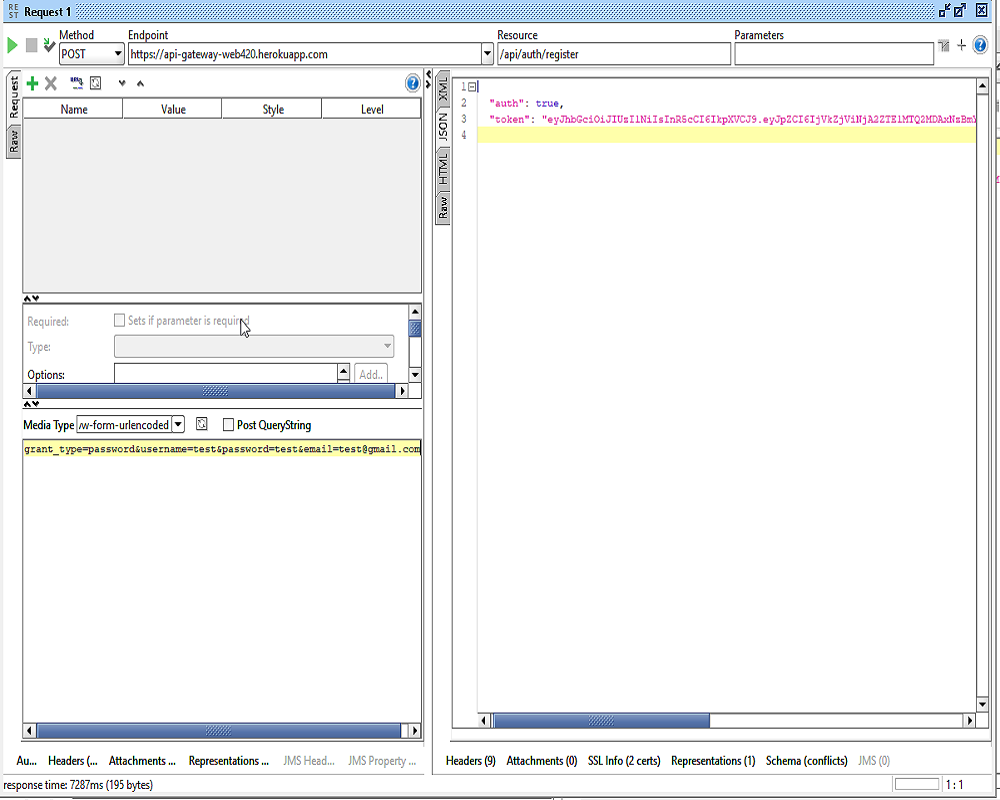 RE
ST
Request 1
Method
Endpoint
Resource
Parameters
POST
https://api-gateway-web420.herokuapp.com
/api/auth/register
Request
Raw
Name
Value
Style
Level
Required:
Sets if parameter is required
Type:
Options:
Add..
Media Type
/w-form-urlencoded
Post QueryString
grant_type=password&username=test&password=test&email=test@gmail.com
XML
JSON
HTML
Raw
1
2 "auth": true,
3 "token":
4
Au...
Headers (...
Attachments ...
Representations ...
JMS Head...
JMS Property ...
Headers (9)
Attachments (0)
SSL Info (2 certs)
Representations (1)
Schema (conflicts)
JMS (0)
response time: 7287ms (195 bytes)
1 : 1